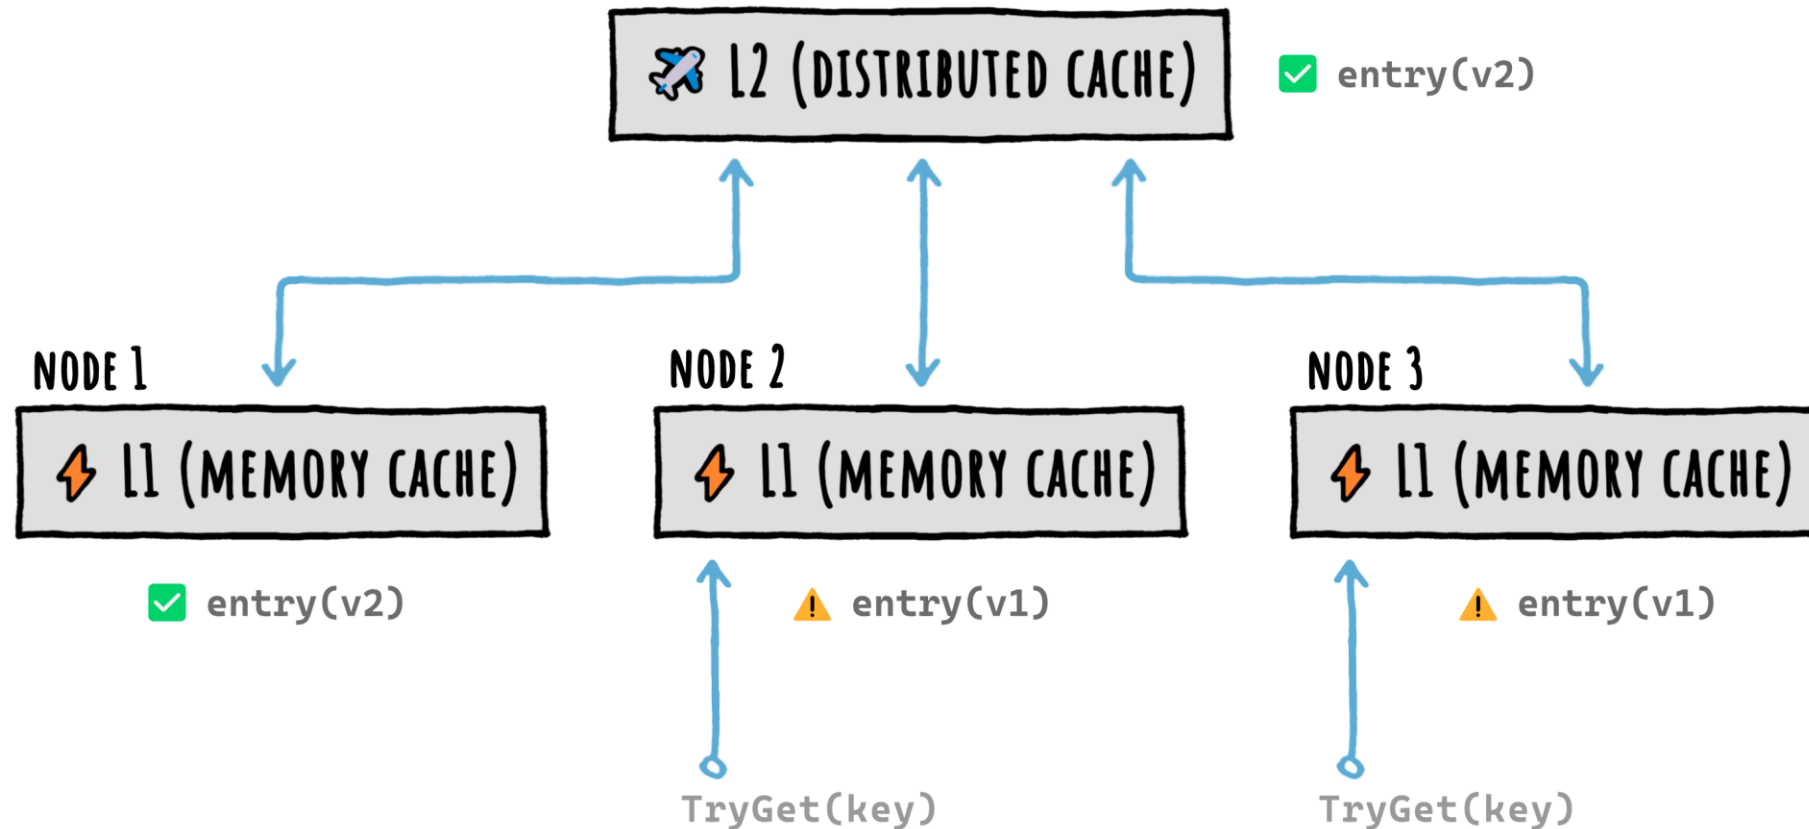 L2 (DISTRIBUTED CACHE)
entry(v2)
NODE 1
NODE 2
NODE 3
L1 (MEMORY CACHE)
L1 (MEMORY CACHE)
L1 (MEMORY CACHE)
entry(v2)
entry(v1)
entry(v1)
TryGet(key)
TryGet(key)